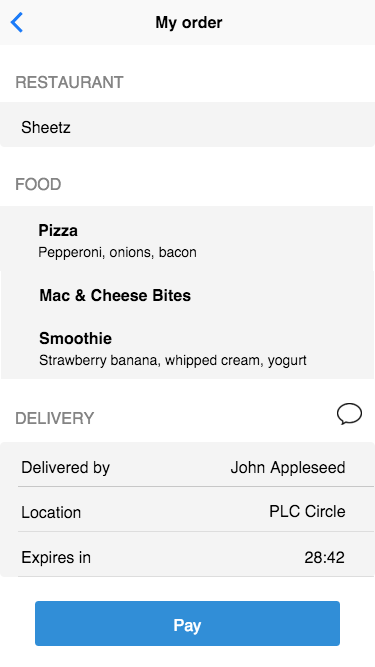 My order
RESTAURANT
Sheetz
FOOD
Pizza
Pepperoni, onions, bacon
Mac & Cheese Bites
Smoothie
Strawberry banana, whipped cream, yogurt
DELIVERY
Delivered by John Appleseed
Location PLC Circle
Expires in 28:42
Pay